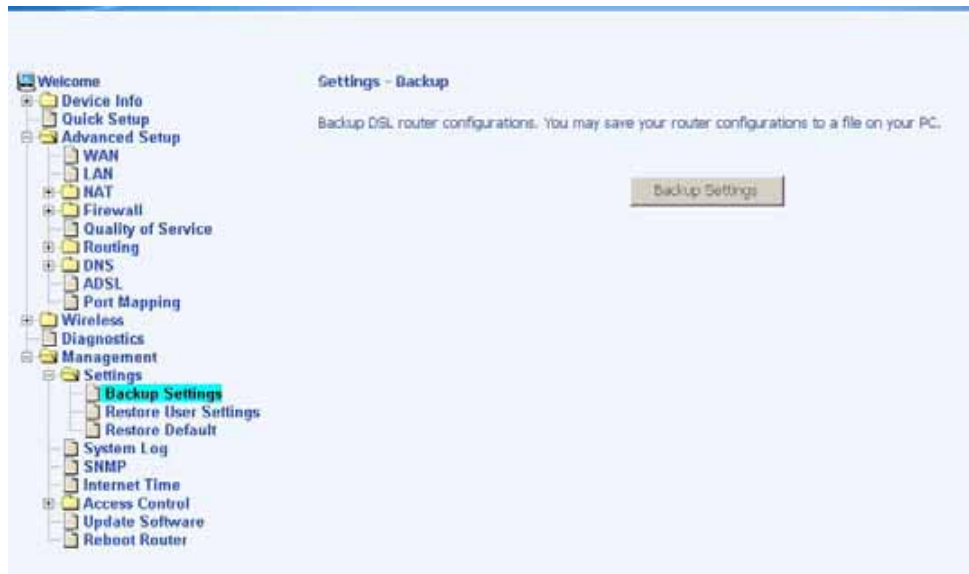 Welcome
Device Info
Quick Setup
Advanced Setup
WAN
LAN
NAT
Firewall
Quality of Service
Routing
DNS
ADSL
Port Mapping
Wireless
Diagnostics
Management
Settings
Backup Settings
Restore User Settings
Restore Default
System Log
SNMP
Internet Time
Access Control
Update Software
Reboot Router
Settings - Backup
Backup DSL router configurations. You may save your router configurations to a file on your PC.
Backup Settings